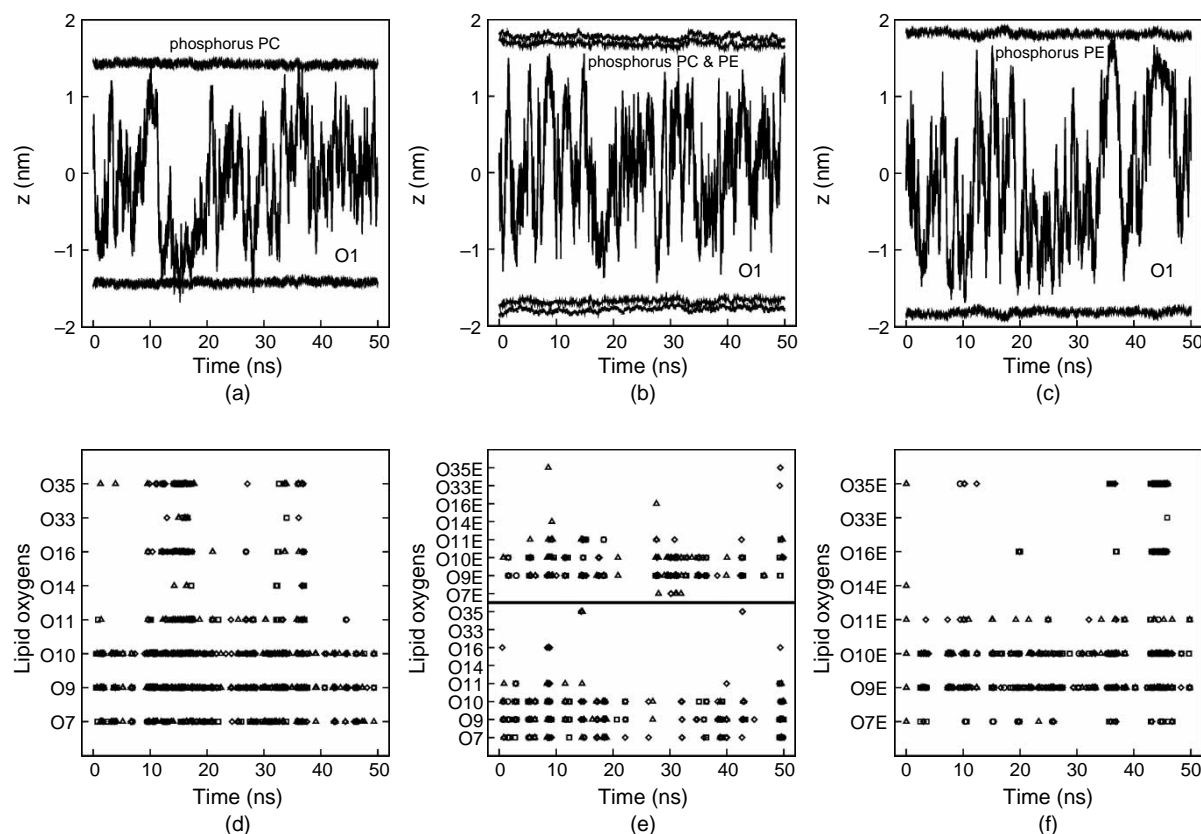 2
1
0
–1
–2
z (nm)
phosphorus PC
O1
0 10 20 30 40 50
Time (ns)
(a)
2
1
0
–1
–2
z (nm)
phosphorus PC & PE
O1
0 10 20 30 40 50
Time (ns)
(b)
2
1
0
–1
–2
z (nm)
phosphorus PE
O1
0 10 20 30 40 50
Time (ns)
(c)
Lipid oxygens
O35
O33
O16
O14
O11
O10
O9
O7
0 10 20 30 40 50
Time (ns)
(d)
Lipid oxygens
O35E
O33E
O16E
O14E
O11E
O10E
O9E
O7E
O35
O33
O16
O14
O11
O10
O9
O7
0 10 20 30 40 50
Time (ns)
(e)
Lipid oxygens
O35E
O33E
O16E
O14E
O11E
O10E
O9E
O7E
0 10 20 30 40 50
Time (ns)
(f)